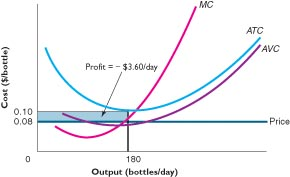 MC
ATC
AVC
Profit = – $3.60/day
Cost ($/bottle)
0.10
0.08
Price
0
180
Output (bottles/day)